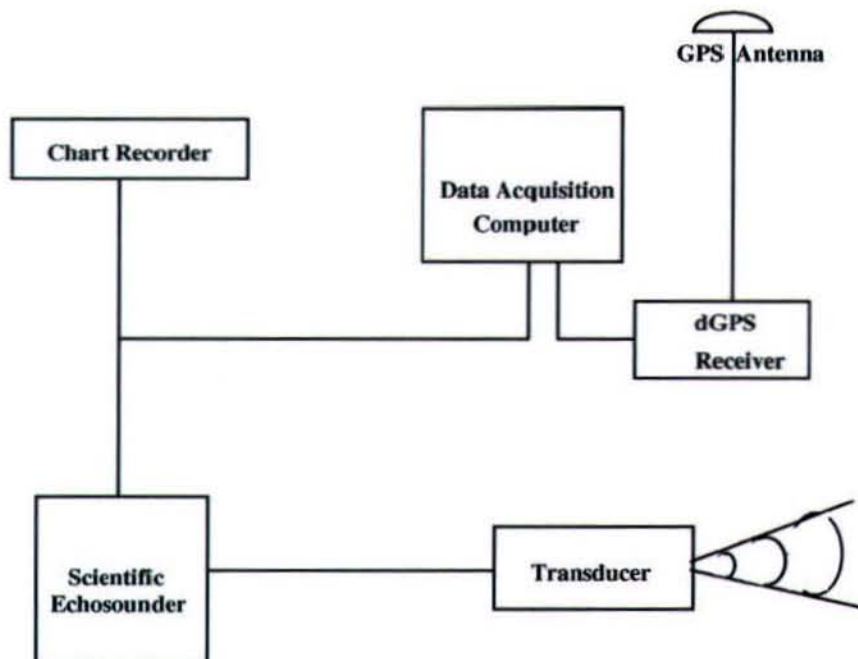 GPS Antenna
Chart Recorder
Data Acquisition
Computer
dGPS
Receiver
Scientific
Echosounder
Transducer